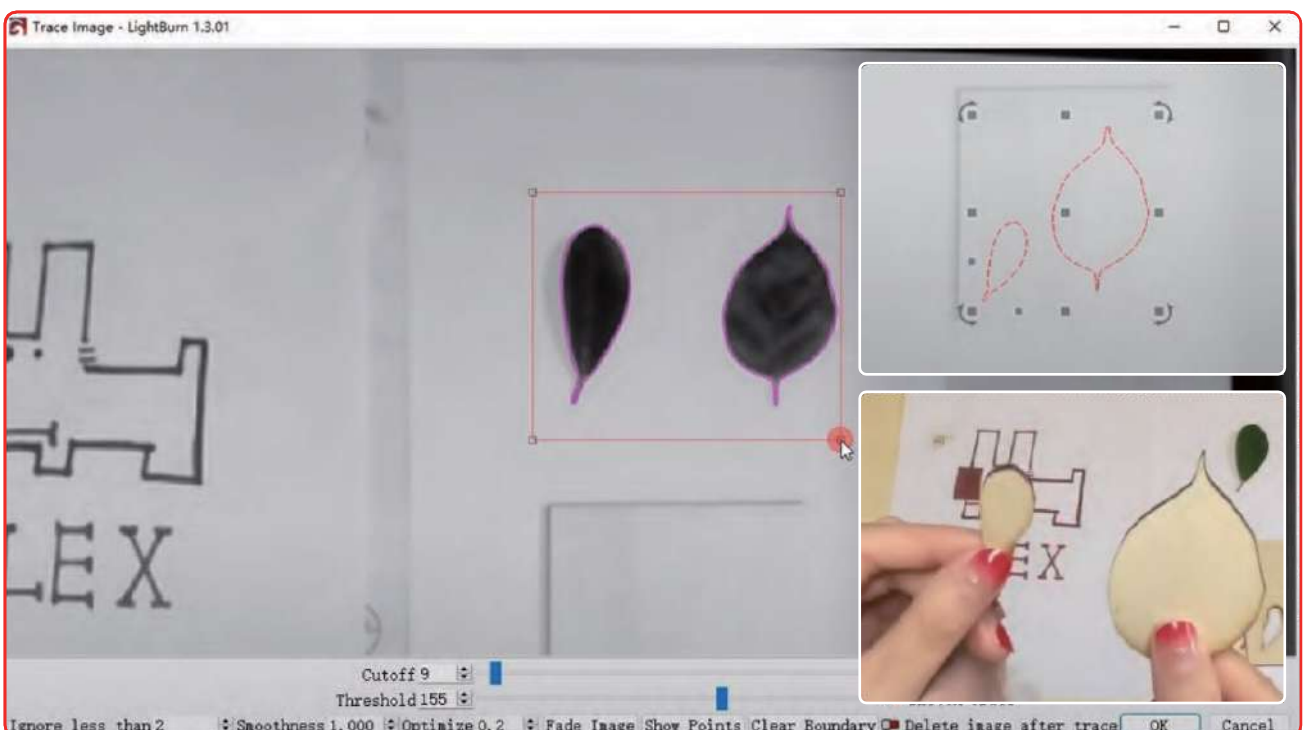 Trace Image - LightBurn 1.3.01
LEX
EX
Cutoff 9
Threshold 155
Ignore less than 2 Smoothness 1.000 Optimize 0.2 Fade Image Show Points Clear Boundary Delete image after trace OK Cancel